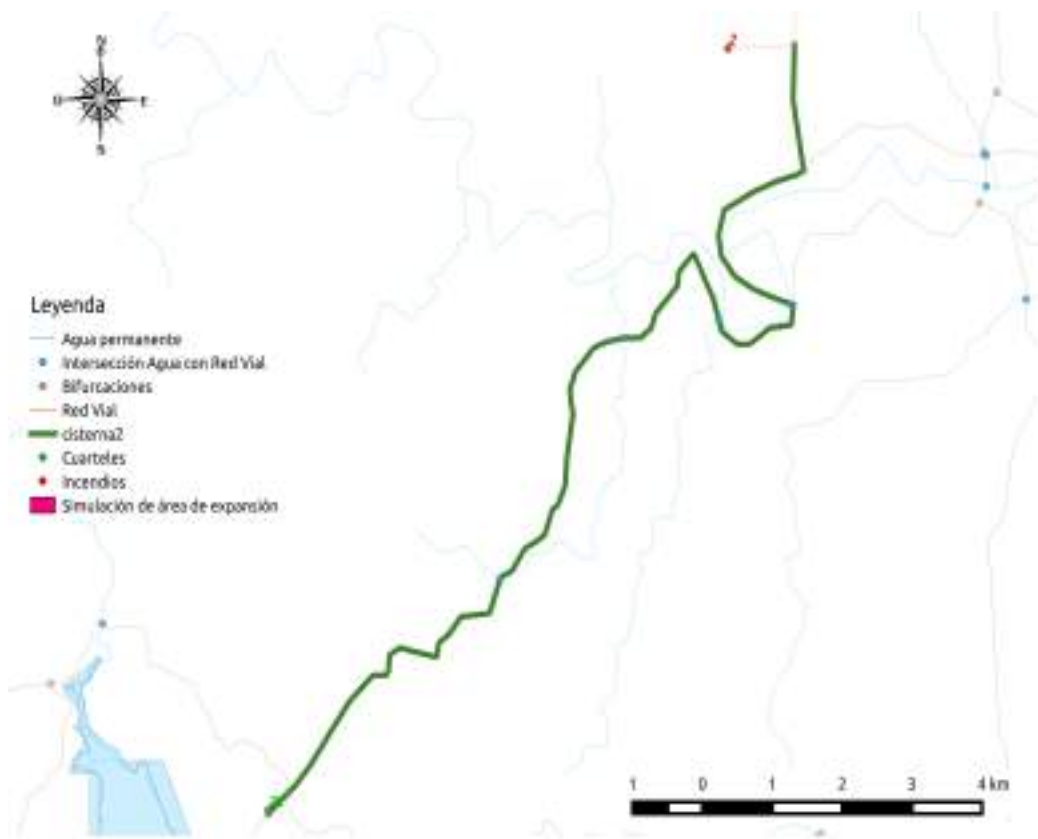 N
E
O
E
S
2
Leyenda
Agua permanente
Intersección Agua con Red Vial
Bifurcaciones
Red Vial
cisterna2
Cuarteles
Incendios
Simulación de área de expansión
1 0 1 2 3 4 km